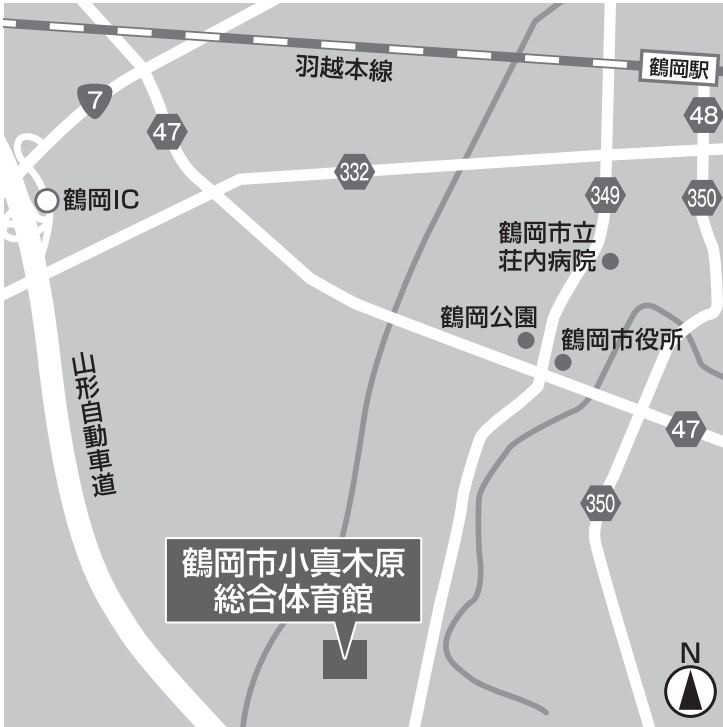 羽越本線
鶴岡駅
7
47
48
332
鶴岡IC
349
350
鶴岡市立
荘内病院
鶴岡公園
鶴岡市役所
山形自動車道
47
350
鶴岡市小真木原
総合体育館
N